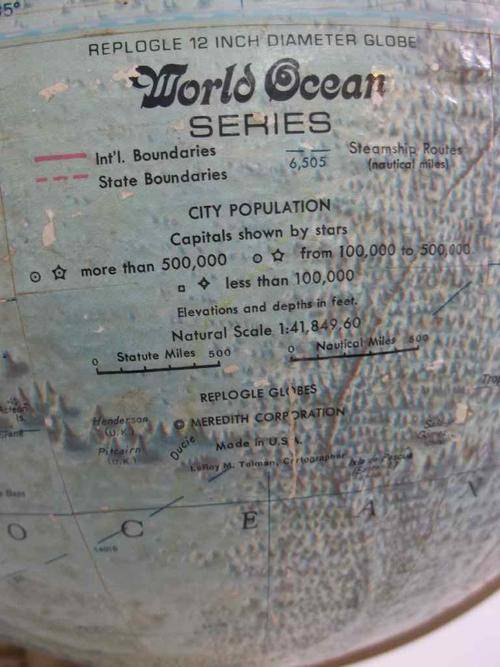 5°
REPLOGLE 12 INCH DIAMETER GLOBE
World Ocean
SERIES
Int'l. Boundaries
State Boundaries
6,505
Steamship Routes
(nautical miles)
CITY POPULATION
Capitals shown by stars
more than 500,000
from 100,000 to 500,000
less than 100,000
Elevations and depths in feet.
Natural Scale 1:41,849,60
0 Statute Miles 500
0 Nautical Miles 500
REPLOGLE GLOBES
© MEREDITH CORPORATION
Made in U.S.A.
LeRoy M. Tolman, Cartographer
Henderson
(U.K.)
Pitcairn
(U.K.)
Ducie
Is.
O C E A N